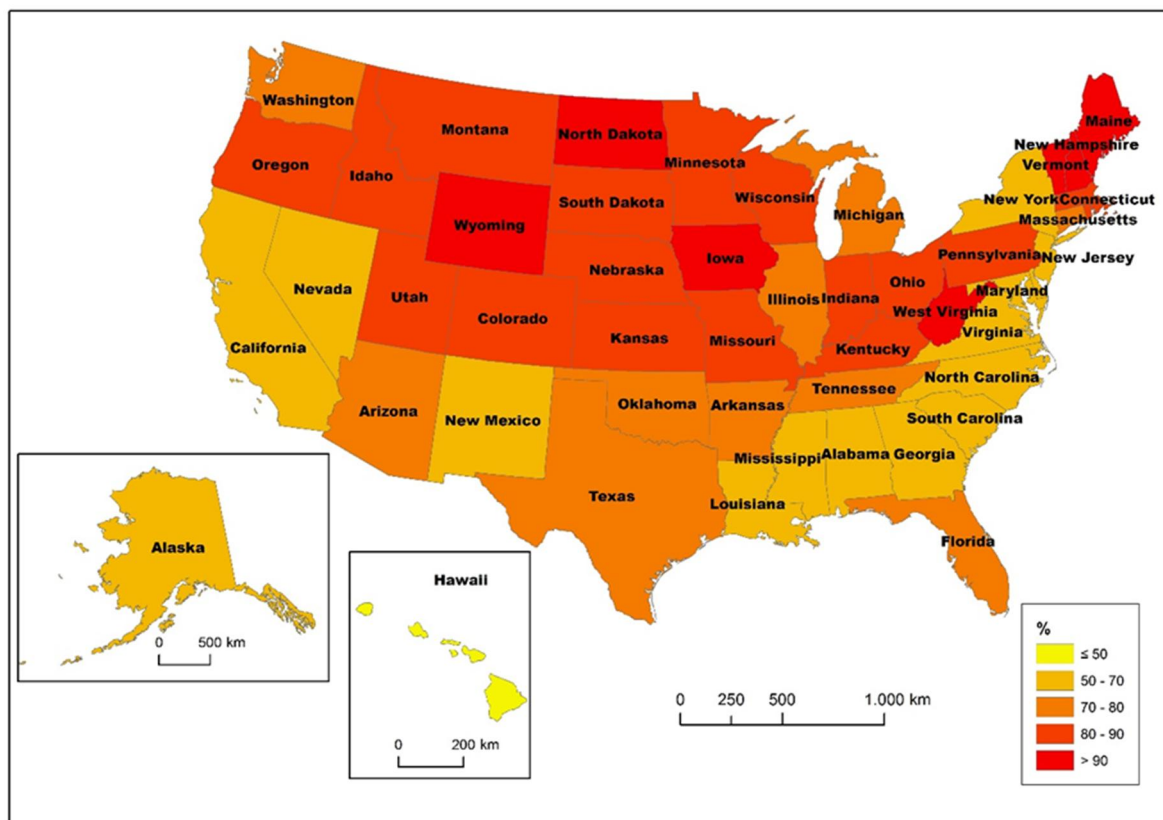 Washington
Montana
North Dakota
Minnesota
Maine
New Hampshire
Vermont
Oregon
Idaho
Wyoming
South Dakota
Wisconsin
Michigan
New York
Connecticut
Massachusetts
Nebraska
Iowa
Pennsylvania
New Jersey
Nevada
Utah
Colorado
Kansas
Missouri
Illinois
Indiana
Ohio
Maryland
West Virginia
Virginia
Kentucky
California
Arizona
New Mexico
Oklahoma
Arkansas
Tennessee
North Carolina
South Carolina
Texas
Louisiana
Mississippi
Alabama
Georgia
Florida
Alaska
0 500 km
Hawaii
0 200 km
0 250 500 1.000 km
%
≤ 50
50 - 70
70 - 80
80 - 90
> 90